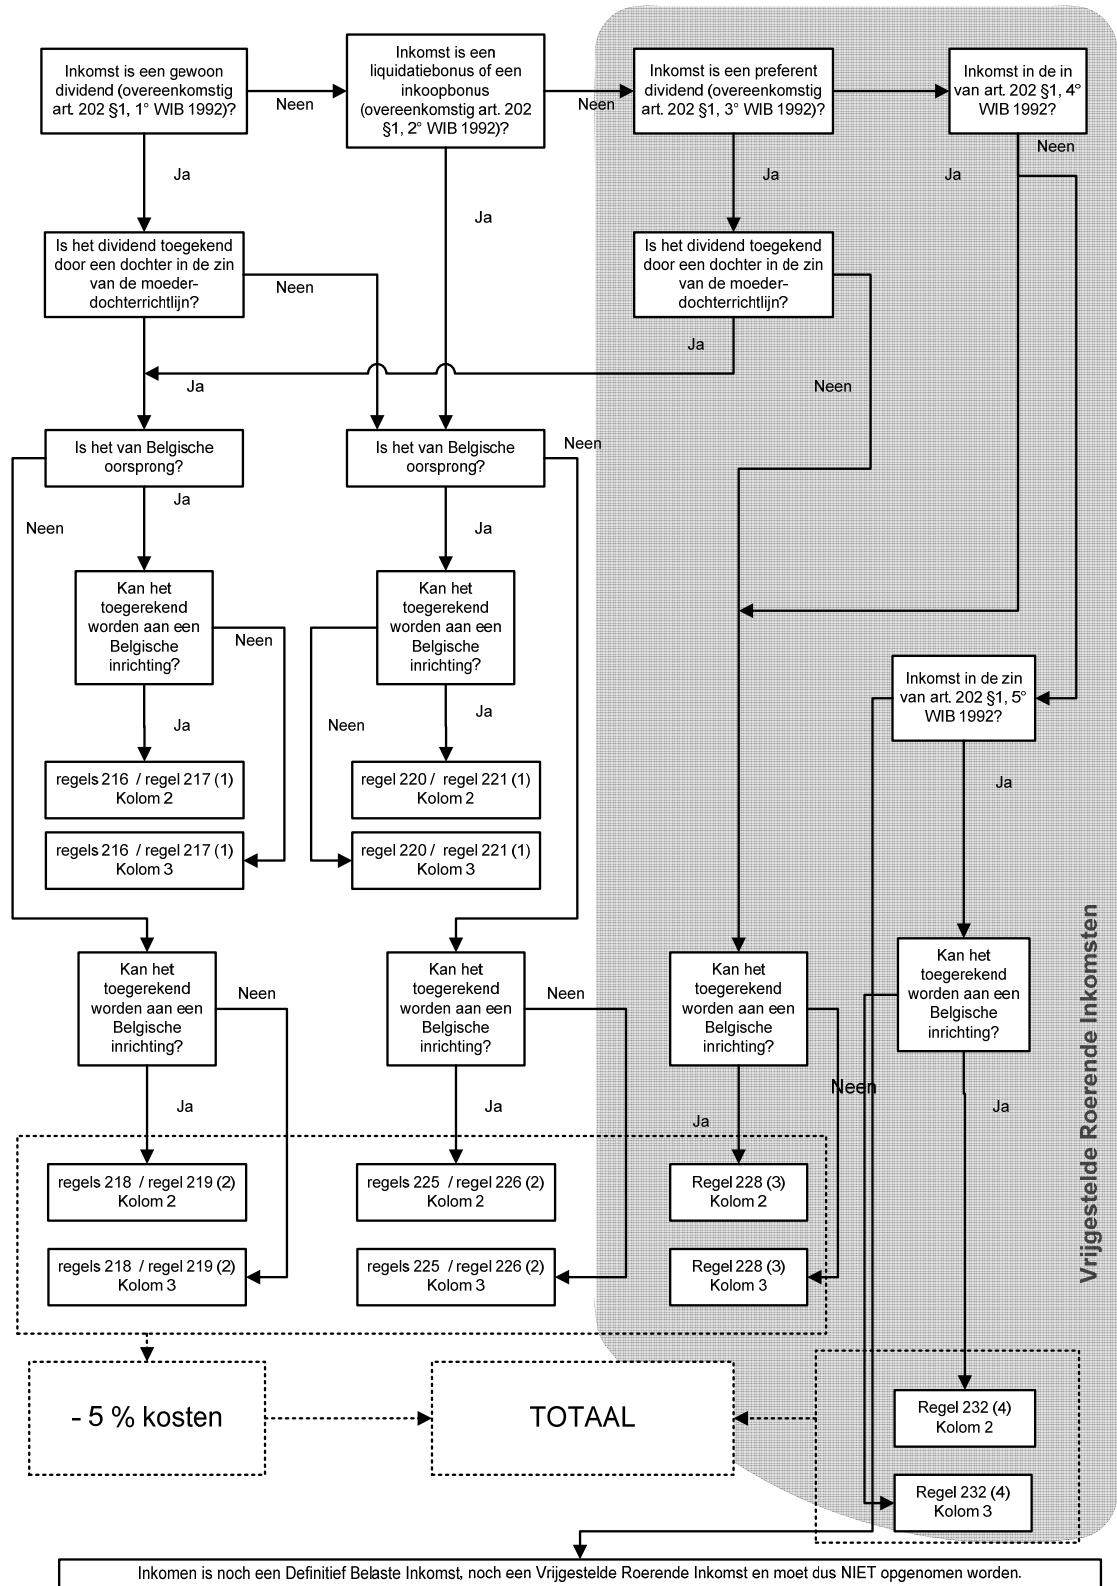 Inkomst is een gewoon
dividend (overeenkomstig
art. 202 §1, 1° WIB 1992)?
Neen
Inkomst is een
liquidatiebonus of een
inkoopbonus
(overeenkomstig art. 202
§1, 2° WIB 1992)?
Neen
Inkomst is een preferent
dividend (overeenkomstig
art. 202 §1, 3° WIB 1992)?
Inkomst in de in
van art. 202 §1, 4°
WIB 1992?
Neen
Ja
Ja
Ja
Ja
Is het dividend toegekend
door een dochter in de zin
van de moeder-
dochterrichtlijn?
Neen
Is het dividend toegekend
door een dochter in de zin
van de moeder-
dochterrichtlijn?
Ja
Ja
Neen
Is het van Belgische
oorsprong?
Is het van Belgische
oorsprong?
Neen
Neen
Ja
Ja
Kan het
toegerekend
worden aan een
Belgische
inrichting?
Neen
Kan het
toegerekend
worden aan een
Belgische
inrichting?
Inkomst in de zin
van art. 202 §1, 5°
WIB 1992?
Ja
Neen
Ja
Ja
regels 216 / regel 217 (1)
Kolom 2
regel 220 / regel 221 (1)
Kolom 2
regels 216 / regel 217 (1)
Kolom 3
regel 220 / regel 221 (1)
Kolom 3
Kan het
toegerekend
worden aan een
Belgische
inrichting?
Neen
Kan het
toegerekend
worden aan een
Belgische
inrichting?
Neen
Kan het
toegerekend
worden aan een
Belgische
inrichting?
Neen
Kan het
toegerekend
worden aan een
Belgische
inrichting?
Vrijgestelde Roerende Inkomsten
Ja
Ja
Ja
Ja
regels 218 / regel 219 (2)
Kolom 2
regels 225 / regel 226 (2)
Kolom 2
Regel 228 (3)
Kolom 2
regels 218 / regel 219 (2)
Kolom 3
regels 225 / regel 226 (2)
Kolom 3
Regel 228 (3)
Kolom 3
- 5 % kosten
TOTAAL
Regel 232 (4)
Kolom 2
Regel 232 (4)
Kolom 3
Inkomen is noch een Definitief Belaste Inkomst, noch een Vrijgestelde Roerende Inkomst en moet dus NIET opgenomen worden.